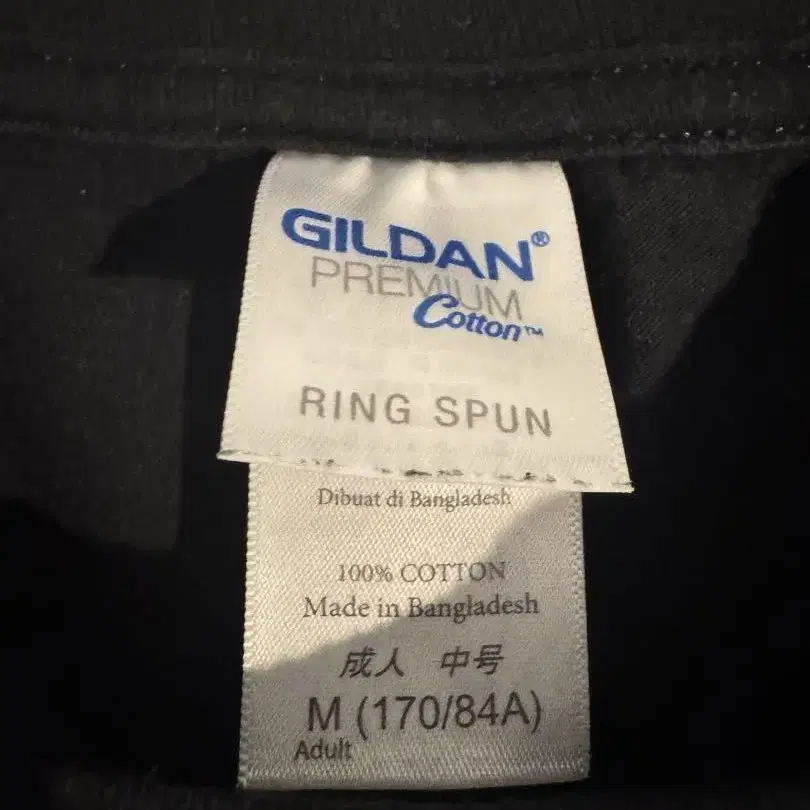 GILDAN®
PREMIUM
Cotton™
RING SPUN
Dibuat di Bangladesh
100% COTTON
Made in Bangladesh
成人 中号
M (170/84A)
Adult